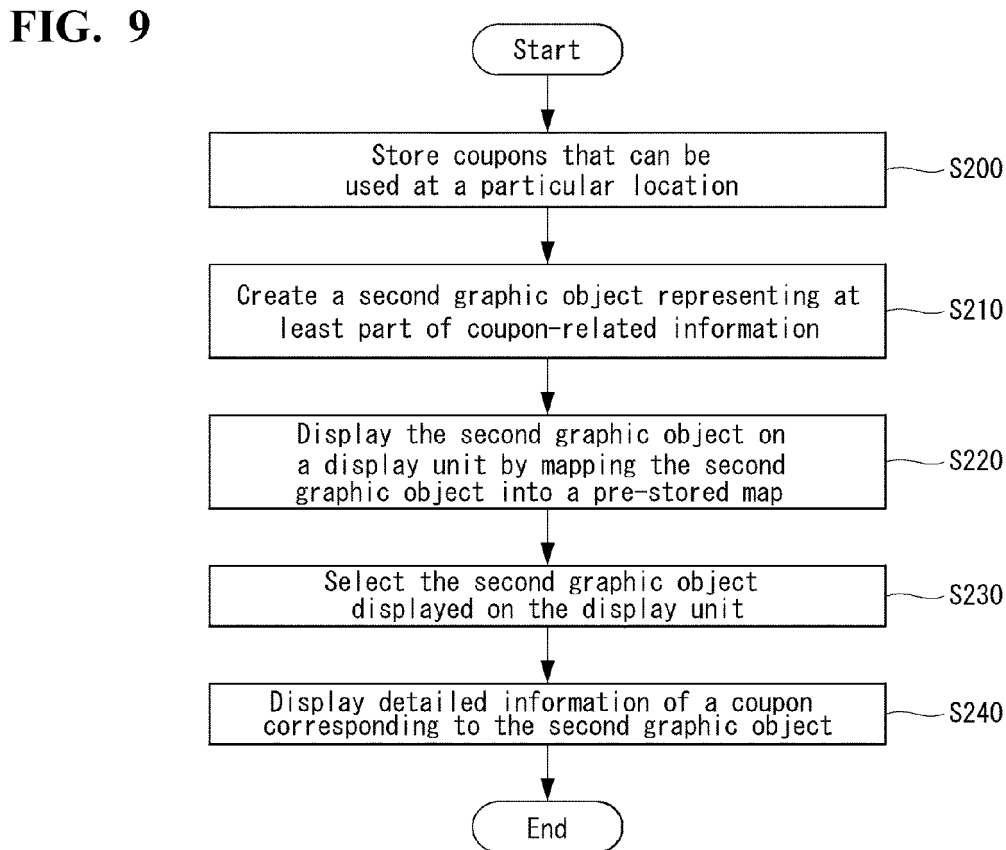 FIG. 9
Start
Store coupons that can be
used at a particular location
S200
Create a second graphic object representing at
least part of coupon-related information
S210
Display the second graphic object on
a display unit by mapping the second
graphic object into a pre-stored map
S220
Select the second graphic object
displayed on the display unit
S230
Display detailed information of a coupon
corresponding to the second graphic object
S240
End